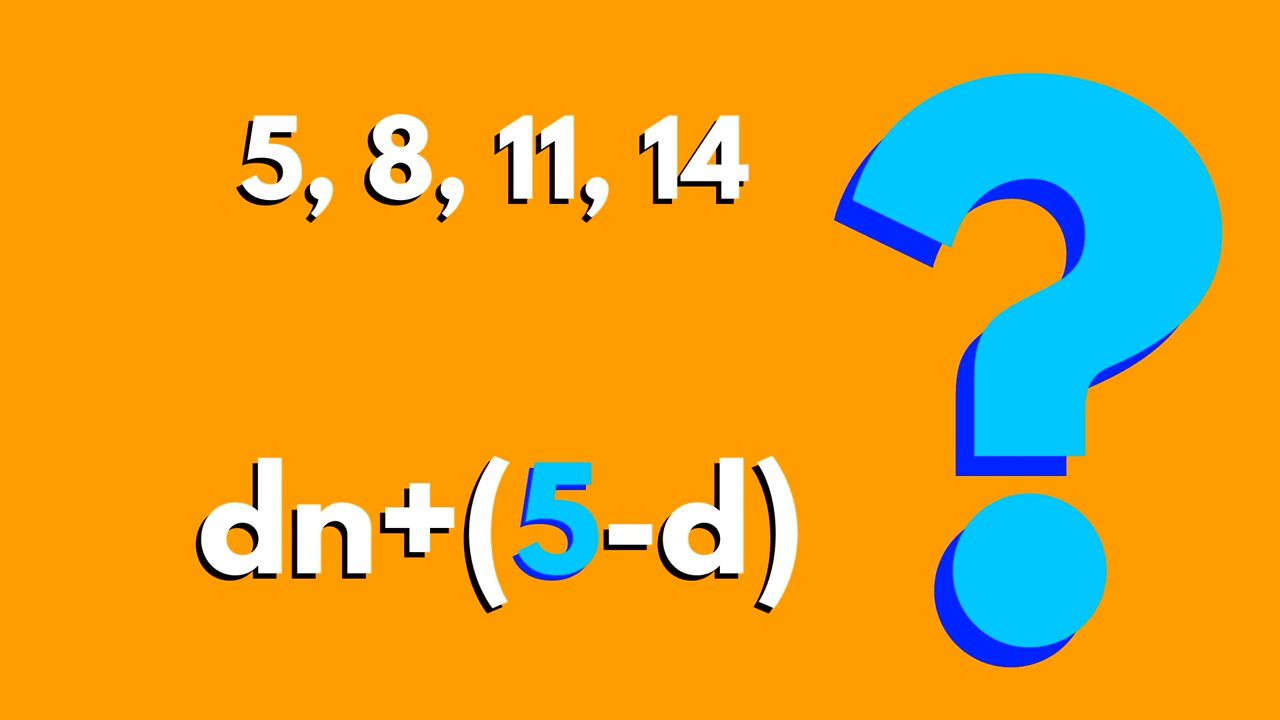 5, 8, 11, 14
dn+(5-d)
?